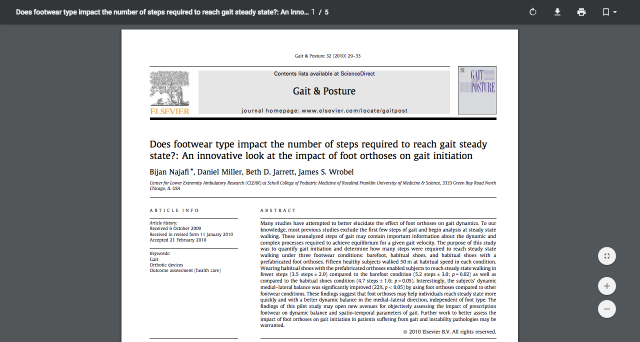 Does footwear type impact the number of steps required to reach gait steady state?: An inno... 1 / 5
Gait & Posture 32 (2010) 29–33
Contents lists available at ScienceDirect
Gait & Posture
journal homepage: www.elsevier.com/locate/gaitpost
ELSEVIER
GAIT
POSTURE
Does footwear type impact the number of steps required to reach gait steady
state?: An innovative look at the impact of foot orthoses on gait initiation
Bijan Najafi *, Daniel Miller, Beth D. Jarrett, James S. Wrobel
Center for Lower Extremity Ambulatory Research (CLEAR) at Scholl College of Podiatric Medicine of Rosalind Franklin University of Medicine & Science, 3333 Green Bay Road North
Chicago, IL USA
ARTICLE INFO
Article history:
Received 6 October 2009
Received in revised form 11 January 2010
Accepted 21 February 2010
Keywords:
Gait
Orthotic devices
Outcome assessment (health care)
ABSTRACT
Many studies have attempted to better elucidate the effect of foot orthoses on gait dynamics. To our
knowledge, most previous studies exclude the first few steps of gait and begin analysis at steady state
walking. These unanalyzed steps of gait may contain important information about the dynamic and
complex processes required to achieve equilibrium for a given gait velocity. The purpose of this study
was to quantify gait initiation and determine how many steps were required to reach steady state
walking under three footwear conditions: barefoot, habitual shoes, and habitual shoes with a
prefabricated foot orthoses. Fifteen healthy subjects walked 50 m at habitual speed in each condition.
Wearing habitual shoes with the prefabricated orthoses enabled subjects to reach steady state walking in
fewer steps (3.5 steps ± 2.0) compared to the barefoot condition (5.2 steps ± 3.0; p = 0.02) as well as
compared to the habitual shoes condition (4.7 steps ± 1.6; p = 0.05). Interestingly, the subjects' dynamic
medial–lateral balance was significantly improved (22%, p < 0.05) by using foot orthoses compared to other
footwear conditions. These findings suggest that foot orthoses may help individuals reach steady state more
quickly and with a better dynamic balance in the medial–lateral direction, independent of foot type. The
findings of this pilot study may open new avenues for objectively assessing the impact of prescription
footwear on dynamic balance and spatio-temporal parameters of gait. Further work to better assess the
impact of foot orthoses on gait initiation in patients suffering from gait and instability pathologies may be
warranted.
© 2010 Elsevier B.V. All rights reserved.